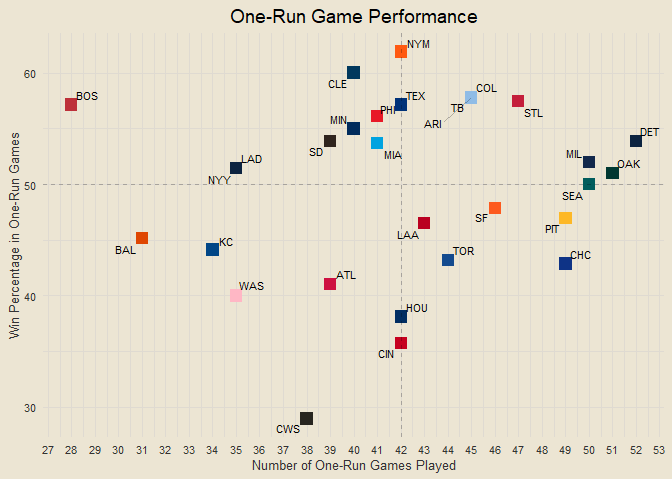 One-Run Game Performance
Win Percentage in One-Run Games
60
50
40
30
NYM
CLE
COL
BOS
TEX
TB
PHI
STL
MIN
ARI
DET
SD
MIA
MIL
LAD
OAK
NYY
SEA
SF
PIT
LAA
BAL
KC
TOR
CHC
ATL
WAS
HOU
CIN
CWS
27 28 29 30 31 32 33 34 35 36 37 38 39 40 41 42 43 44 45 46 47 48 49 50 51 52 53
Number of One-Run Games Played